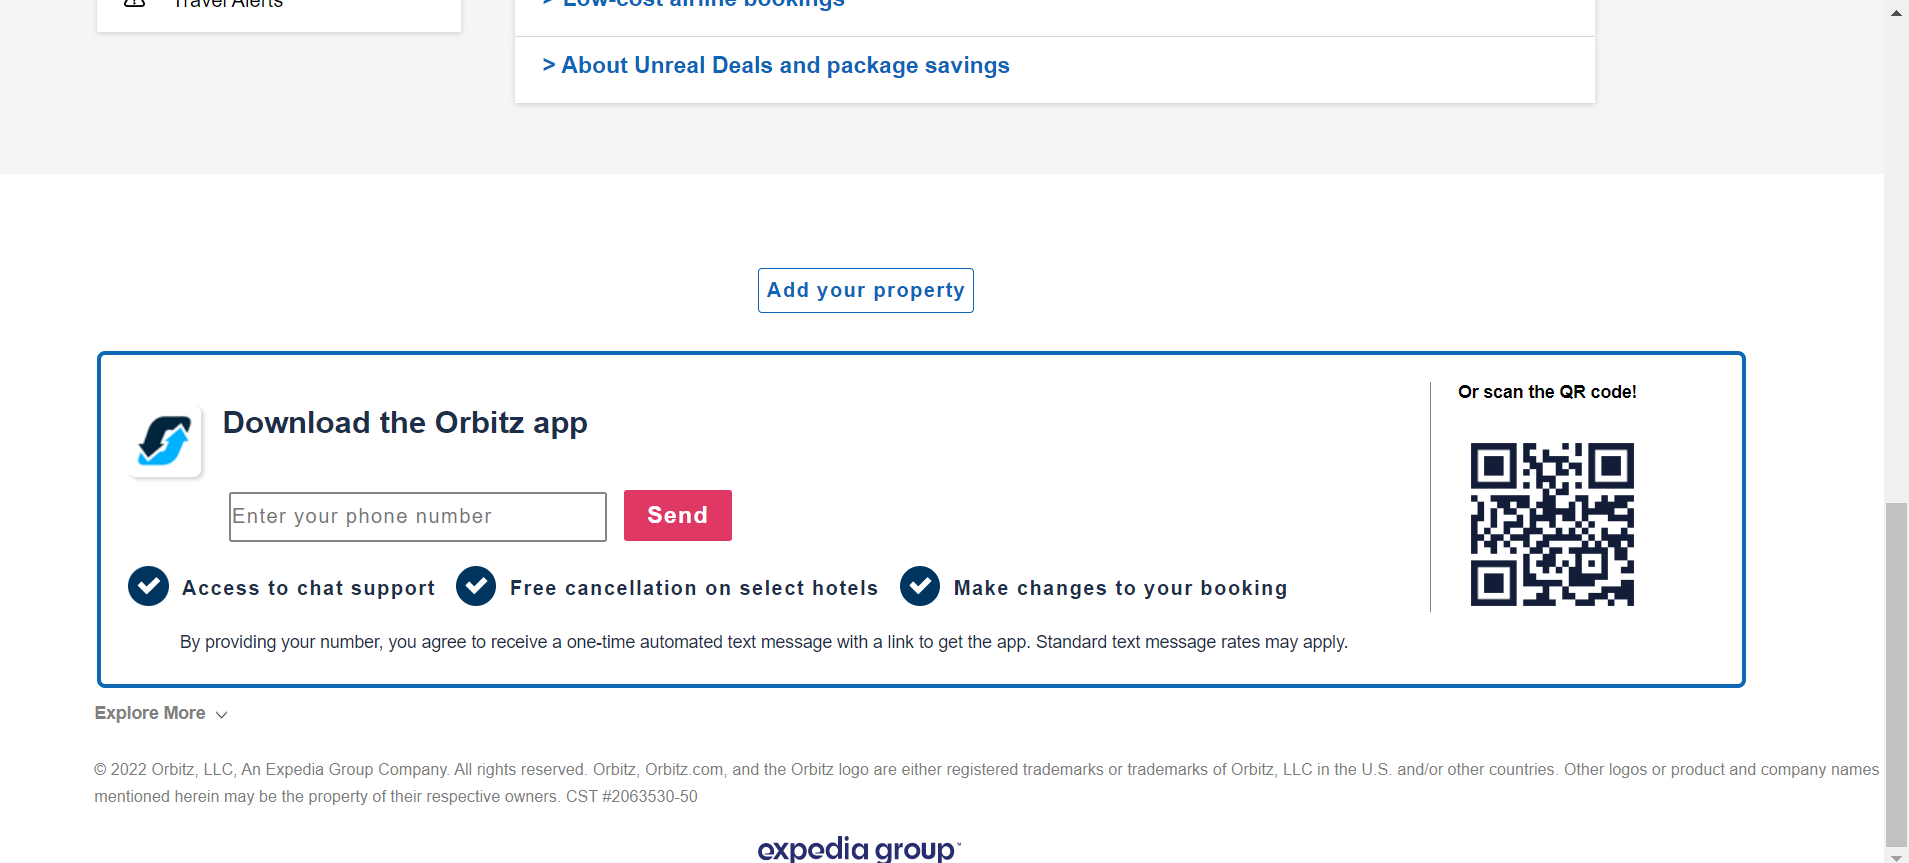 Travel Alerts
> Low-cost airline bookings
> About Unreal Deals and package savings
Add your property
Download the Orbitz app
Enter your phone number
Send
Access to chat support
Free cancellation on select hotels
Make changes to your booking
By providing your number, you agree to receive a one-time automated text message with a link to get the app. Standard text message rates may apply.
Or scan the QR code!
Explore More
© 2022 Orbitz, LLC, An Expedia Group Company. All rights reserved. Orbitz, Orbitz.com, and the Orbitz logo are either registered trademarks or trademarks of Orbitz, LLC in the U.S. and/or other countries. Other logos or product and company names
mentioned herein may be the property of their respective owners. CST #2063530-50
expedia group™